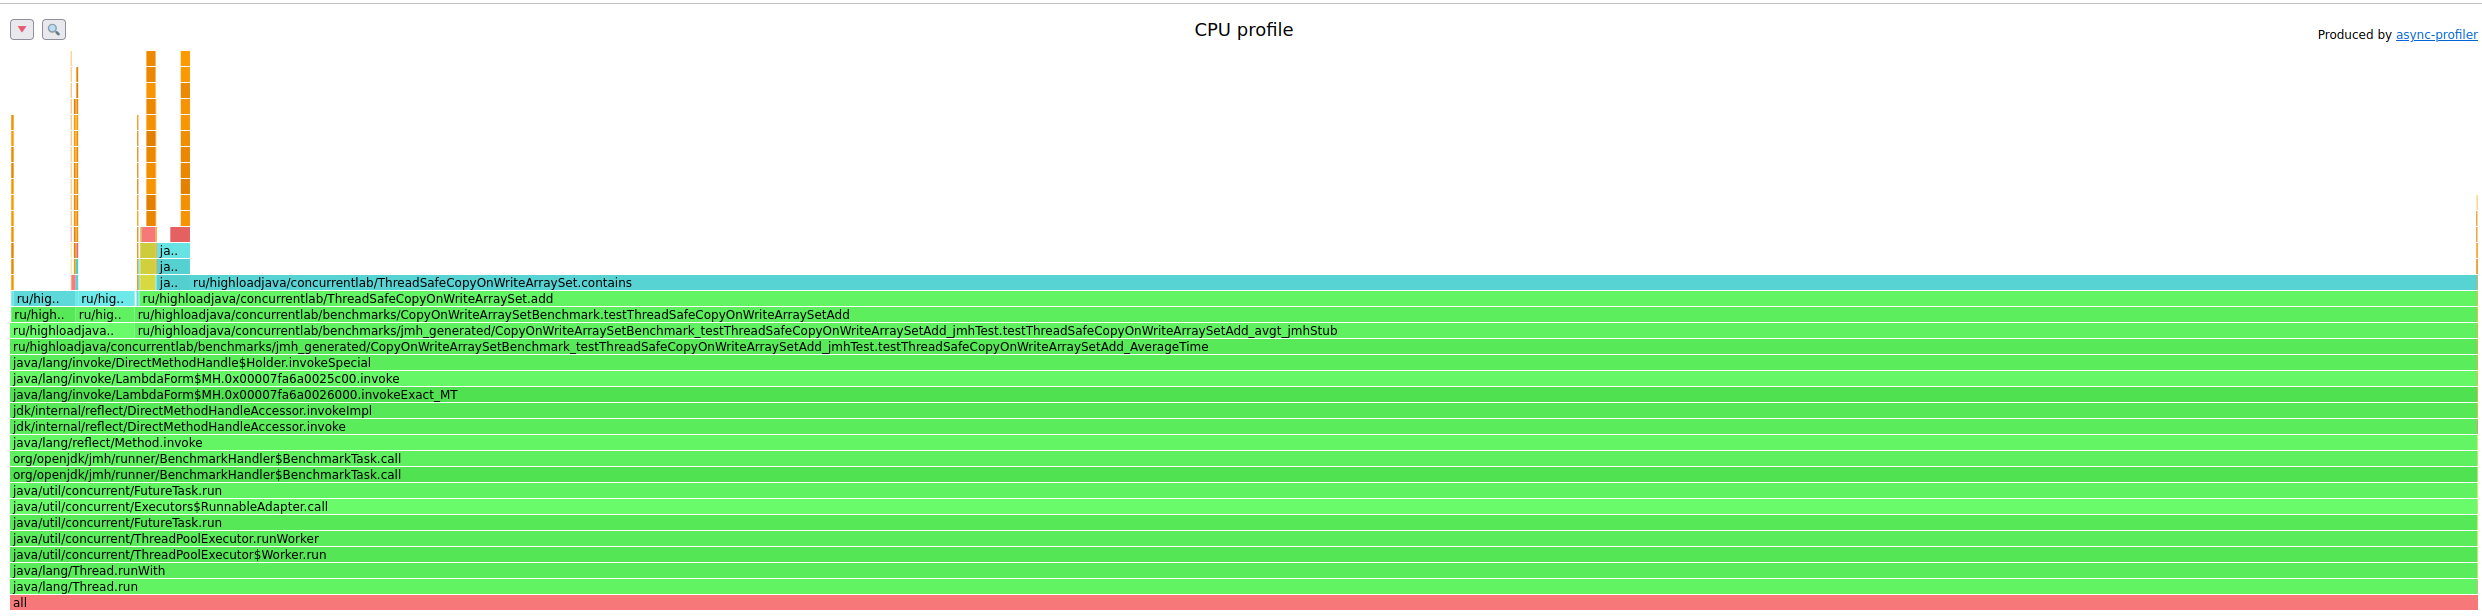 CPU profile
Produced by async-profiler
ja..
ja..
ja.. ru/highloadjava/concurrentlab/ThreadSafeCopyOnWriteArraySet.contains
ru/hig.. ru/hig.. ru/highloadjava/concurrentlab/ThreadSafeCopyOnWriteArraySet.add
ru/high.. ru/hig.. ru/highloadjava/concurrentlab/benchmarks/CopyOnWriteArraySetBenchmark.testThreadSafeCopyOnWriteArraySetAdd
ru/highloadjava.. ru/highloadjava/concurrentlab/benchmarks/jmh_generated/CopyOnWriteArraySetBenchmark_testThreadSafeCopyOnWriteArraySetAdd_jmhTest.testThreadSafeCopyOnWriteArraySetAdd_avgt_jmhStub
ru/highloadjava/concurrentlab/benchmarks/jmh_generated/CopyOnWriteArraySetBenchmark_testThreadSafeCopyOnWriteArraySetAdd_jmhTest.testThreadSafeCopyOnWriteArraySetAdd_AverageTime
java/lang/invoke/DirectMethodHandle$Holder.invokeSpecial
java/lang/invoke/LambdaForm$MH.0x00007fa6a0025c00.invoke
java/lang/invoke/LambdaForm$MH.0x00007fa6a0026000.invokeExact_MT
jdk/internal/reflect/DirectMethodHandleAccessor.invokeImpl
jdk/internal/reflect/DirectMethodHandleAccessor.invoke
java/lang/reflect/Method.invoke
org/openjdk/jmh/runner/BenchmarkHandler$BenchmarkTask.call
org/openjdk/jmh/runner/BenchmarkHandler$BenchmarkTask.call
java/util/concurrent/FutureTask.run
java/util/concurrent/Executors$RunnableAdapter.call
java/util/concurrent/FutureTask.run
java/util/concurrent/ThreadPoolExecutor.runWorker
java/util/concurrent/ThreadPoolExecutor$Worker.run
java/lang/Thread.runWith
java/lang/Thread.run
all